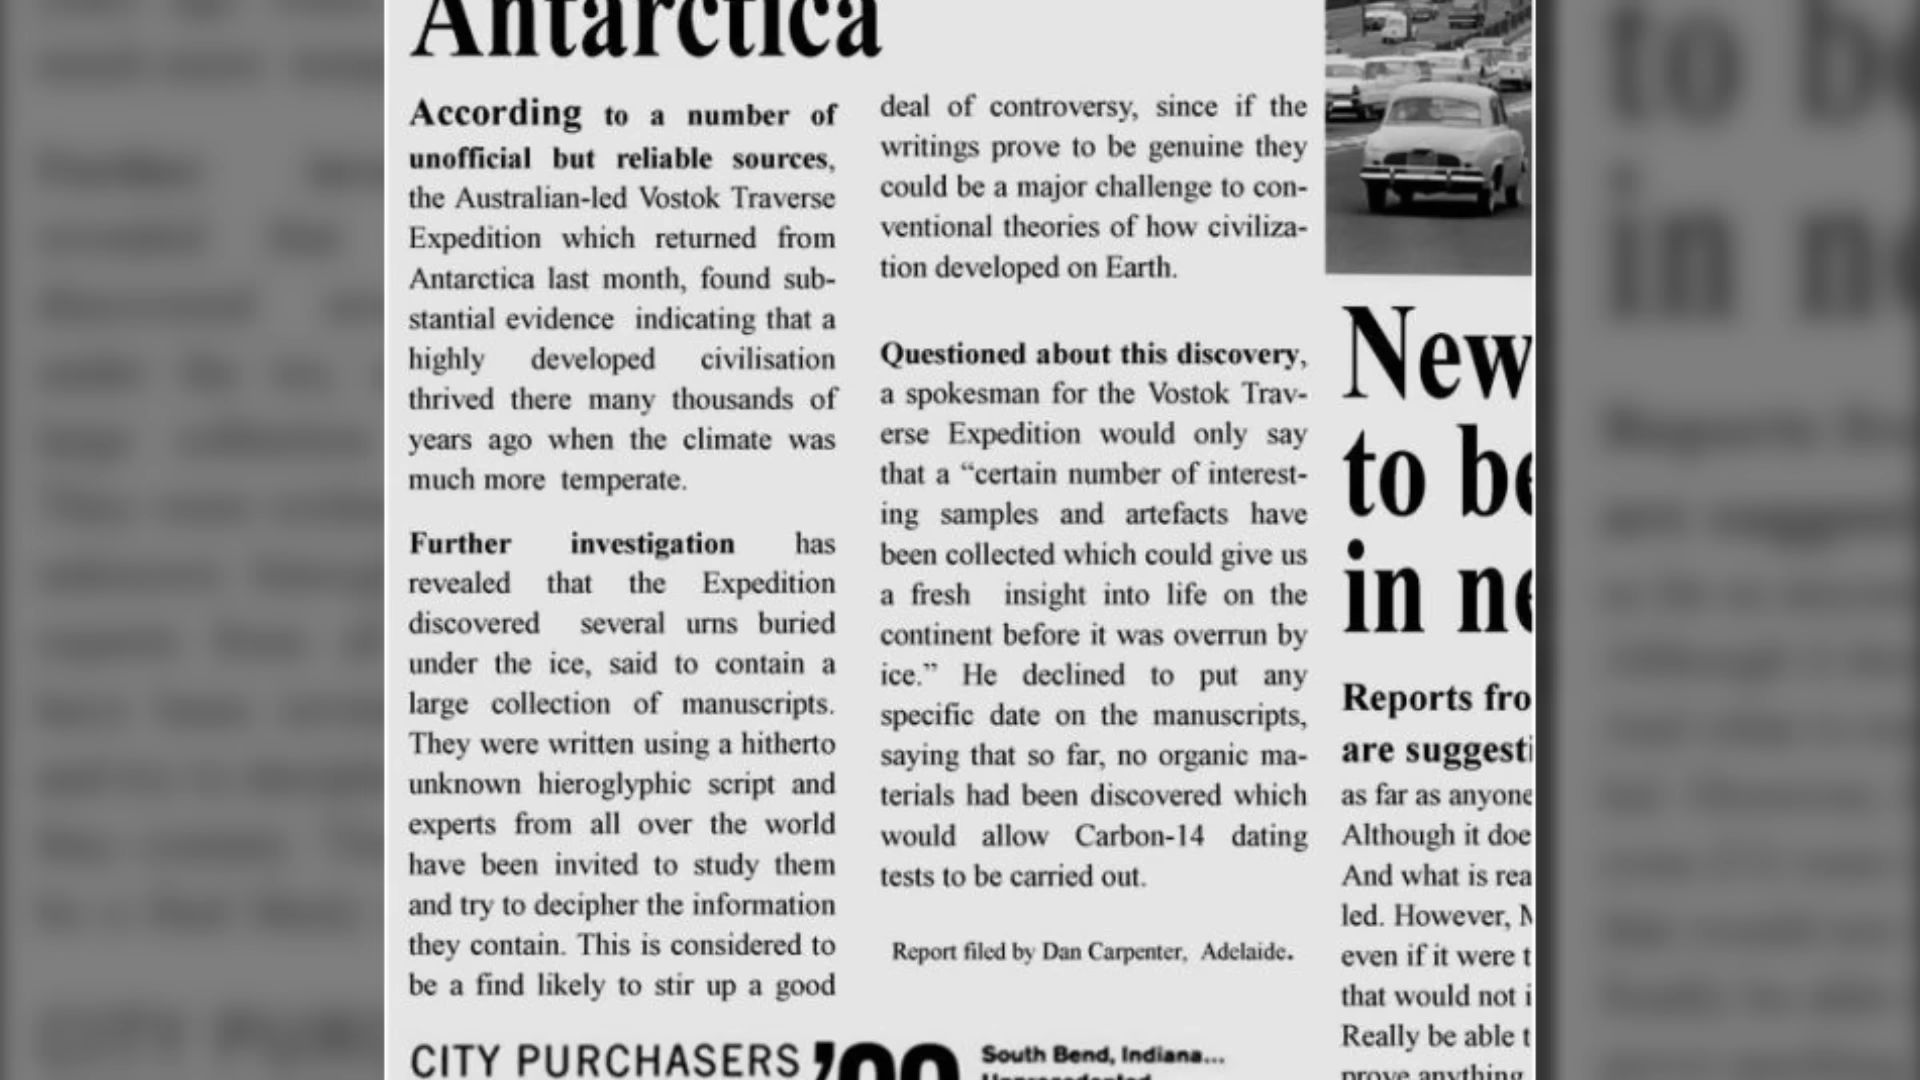 Antarctica
According to a number of
unofficial but reliable sources,
the Australian-led Vostok Traverse
Expedition which returned from
Antarctica last month, found sub-
stantial evidence indicating that a
highly developed civilisation
thrived there many thousands of
years ago when the climate was
much more temperate.
Further investigation has
revealed that the Expedition
discovered several urns buried
under the ice, said to contain a
large collection of manuscripts.
They were written using a hitherto
unknown hieroglyphic script and
experts from all over the world
have been invited to study them
and try to decipher the information
they contain. This is considered to
be a find likely to stir up a good
deal of controversy, since if the
writings prove to be genuine they
could be a major challenge to con-
ventional theories of how civiliza-
tion developed on Earth.
Questioned about this discovery,
a spokesman for the Vostok Trav-
erse Expedition would only say
that a “certain number of interest-
ing samples and artefacts have
been collected which could give us
a fresh insight into life on the
continent before it was overrun by
ice.” He declined to put any
specific date on the manuscripts,
saying that so far, no organic ma-
terials had been discovered which
would allow Carbon-14 dating
tests to be carried out.
Report filed by Dan Carpenter, Adelaide.
New
to be
in ne
Reports fro
are suggesti
as far as anyone
Although it doe
And what is rea
led. However, M
even if it were t
that would not i
Really be able t
prove anything
CITY PURCHASERS
South Bend, Indiana...